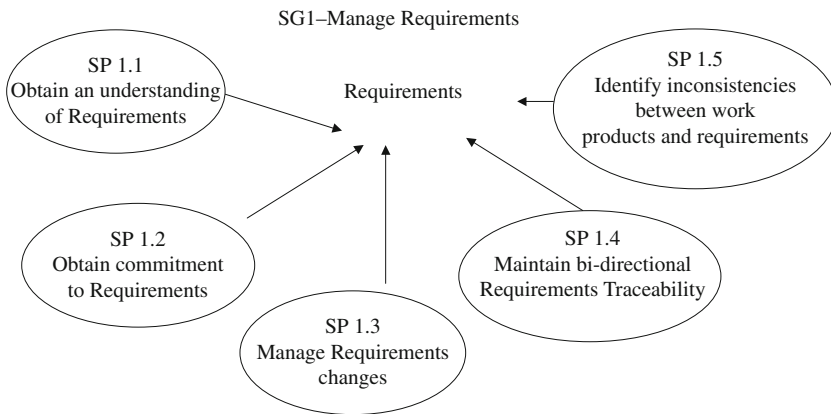 SG1–Manage Requirements
SP 1.1
Obtain an understanding
of Requirements
Requirements
SP 1.5
Identify inconsistencies
between work
products and requirements
SP 1.2
Obtain commitment
to Requirements
SP 1.3
Manage Requirements
changes
SP 1.4
Maintain bi-directional
Requirements Traceability